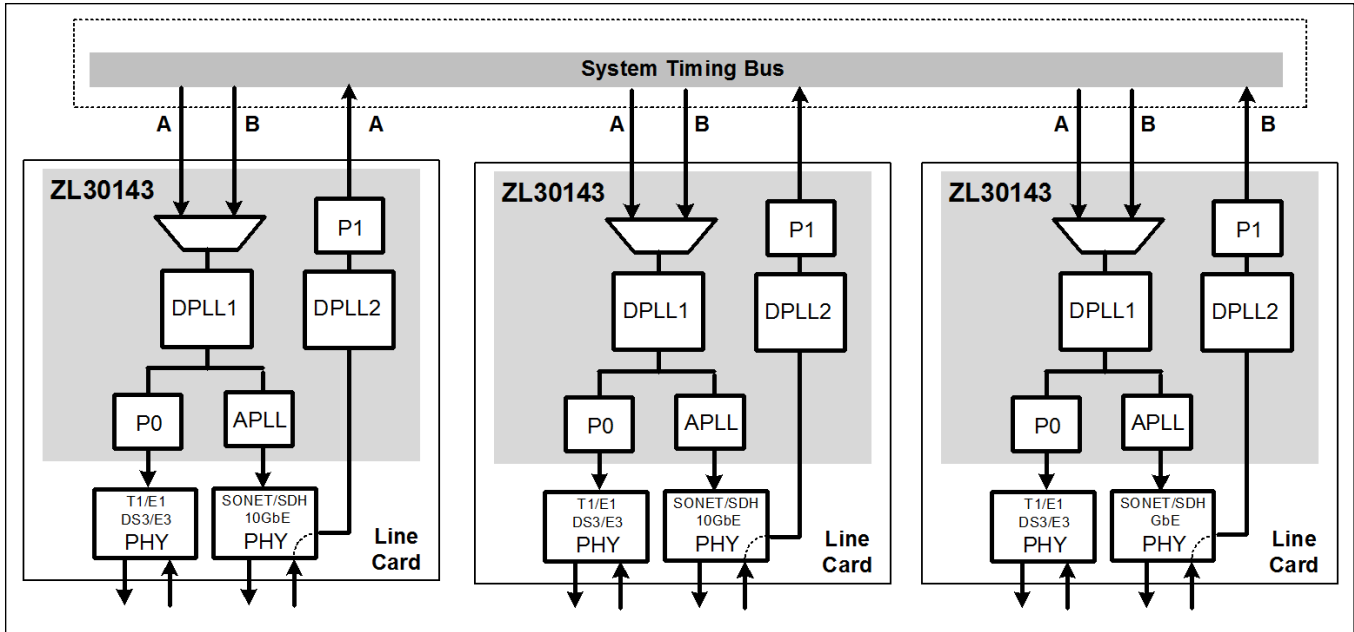 System Timing Bus
A B A
A B
A B B
ZL30143
P1
DPLL1
DPLL2
P0
APLL
T1/E1
DS3/E3
PHY
SONET/SDH
10GbE
PHY
Line
Card
ZL30143
P1
DPLL1
DPLL2
P0
APLL
T1/E1
DS3/E3
PHY
SONET/SDH
10GbE
PHY
Line
Card
ZL30143
P1
DPLL1
DPLL2
P0
APLL
T1/E1
DS3/E3
PHY
SONET/SDH
GbE
PHY
Line
Card